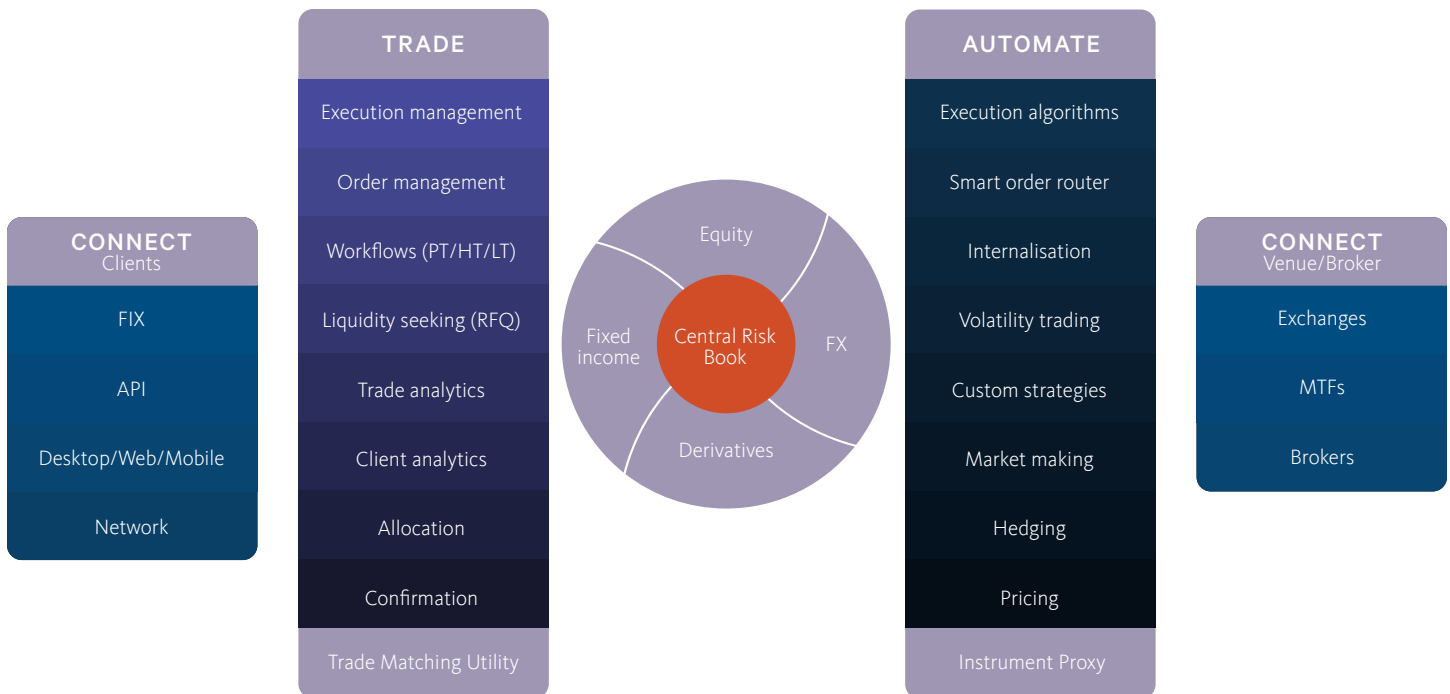 CONNECT
Clients
FIX
API
Desktop/Web/Mobile
Network
TRADE
Execution management
Order management
Workflows (PT/HT/LT)
Liquidity seeking (RFQ)
Trade analytics
Client analytics
Allocation
Confirmation
Trade Matching Utility
Equity
Fixed
income
Central Risk
Book
FX
Derivatives
AUTOMATE
Execution algorithms
Smart order router
Internalisation
Volatility trading
Custom strategies
Market making
Hedging
Pricing
Instrument Proxy
CONNECT
Venue/Broker
Exchanges
MTFs
Brokers